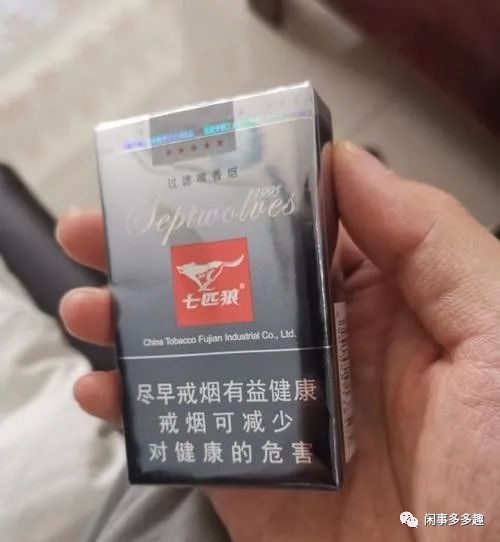 过滤嘴香烟
1995
Septwolves
七匹狼®
China Tobacco Fujian Industrial Co., Ltd.
尽早戒烟有益健康
戒烟可减少
对健康的危害
闲事多多趣